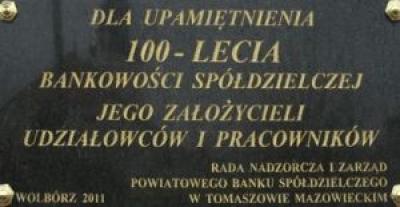 DLA UPAMIĘTNIENIA
100-LECIA
BANKOWOŚCI SPÓŁDZIELCZEJ
JEGO ZAŁOŻYCIELI
UDZIAŁOWCÓW I PRACOWNIKÓW
RADA NADZORCZA I ZARZĄD
POWIATOWEGO BANKU SPÓŁDZIELCZEGO
WOLBÓRZ 2011 W TOMASZOWIE MAZOWIECKIM